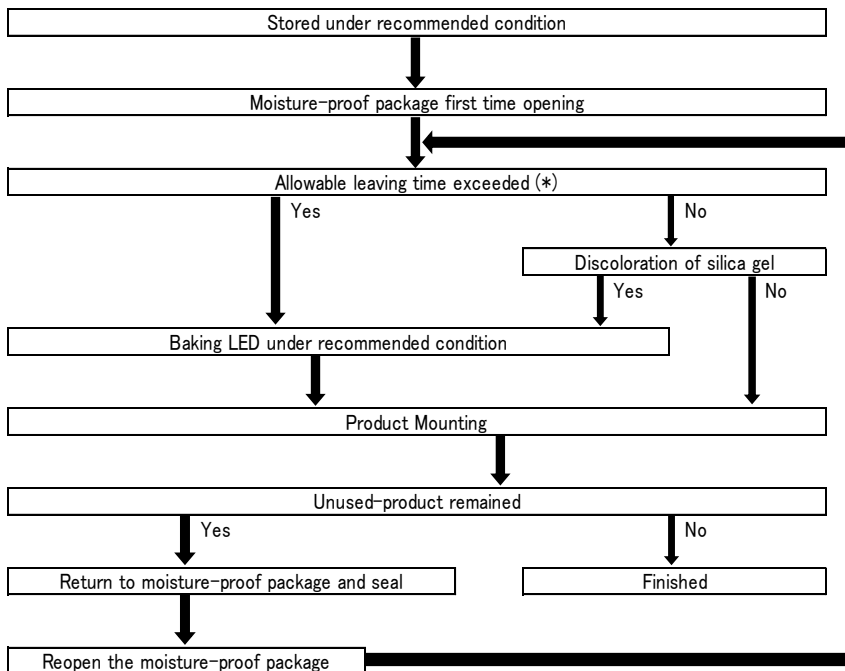 Stored under recommended condition
Moisture-proof package first time opening
Allowable leaving time exceeded (*)
Yes
No
Discoloration of silica gel
Yes
No
Baking LED under recommended condition
Product Mounting
Unused-product remained
Yes
No
Return to moisture-proof package and seal
Finished
Reopen the moisture-proof package